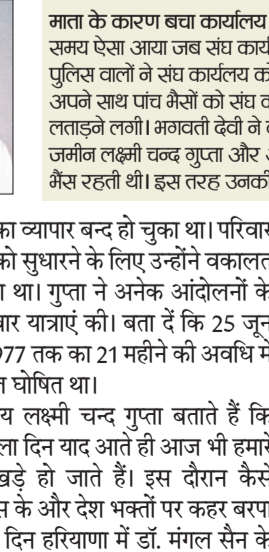 माता के कारण बचा कार्यालय
समय ऐसा आया जब संघ कार्य
पुलिस वालों ने संघ कार्यलय को
अपने साथ पांच भैसों को संघ
लताड़ने लगी। भगवती देवी ने
जमीन लक्ष्मी चन्द गुप्ता और
भैंस रहती थी। इस तरह उनकी
का व्यापार बन्द हो चुका था। परिवार
को सुधारने के लिए उन्होंने वकालत
था। गुप्ता ने अनेक आंदोलनों के
बार यात्राएं की। बता दें कि 25 जून
977 तक का 21 महीने की अवधि में
घोषित था।
लक्ष्मी चन्द गुप्ता बताते हैं कि
ला दिन याद आते ही आज भी हमारे
खड़े हो जाते हैं। इस दौरान कैसे
के और देश भक्तों पर कहर बरपा
दिन हरियाणा में डॉ. मंगल सैन के